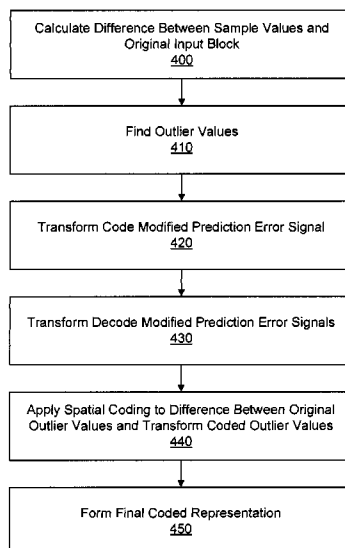 Calculate Difference Between Sample Values and
Original Input Block
400
Find Outlier Values
410
Transform Code Modified Prediction Error Signal
420
Transform Decode Modified Prediction Error Signals
430
Apply Spatial Coding to Difference Between Original
Outlier Values and Transform Coded Outlier Values
440
Form Final Coded Representation
450